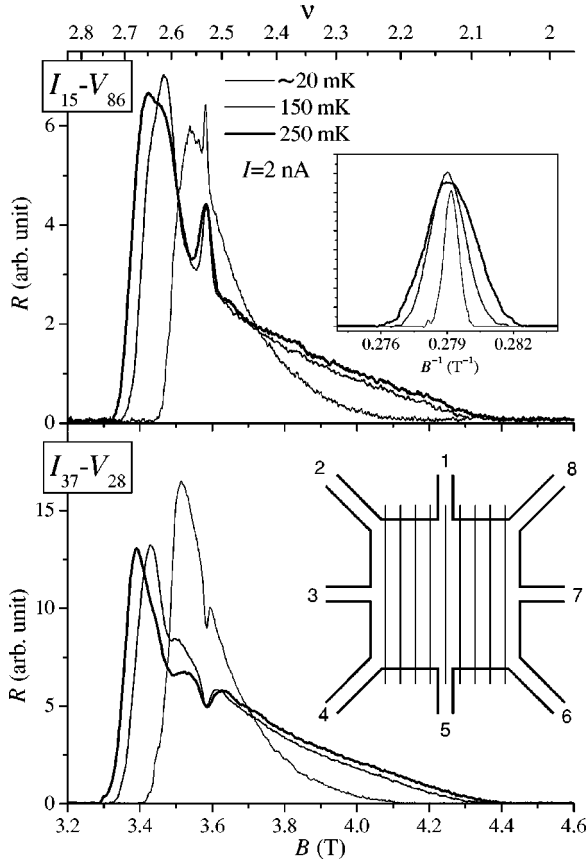 ν
2.8 2.7 2.6 2.5 2.4 2.3 2.2 2.1 2
I15-V86
~20 mK
150 mK
250 mK
I=2 nA
6
4
2
0
R (arb. unit)
0.276 0.279 0.282
B⁻¹ (T⁻¹)
I37-V28
15
10
5
0
R (arb. unit)
1
2 8
3 7
4 6
5
3.2 3.4 3.6 3.8 4.0 4.2 4.4 4.6
B (T)